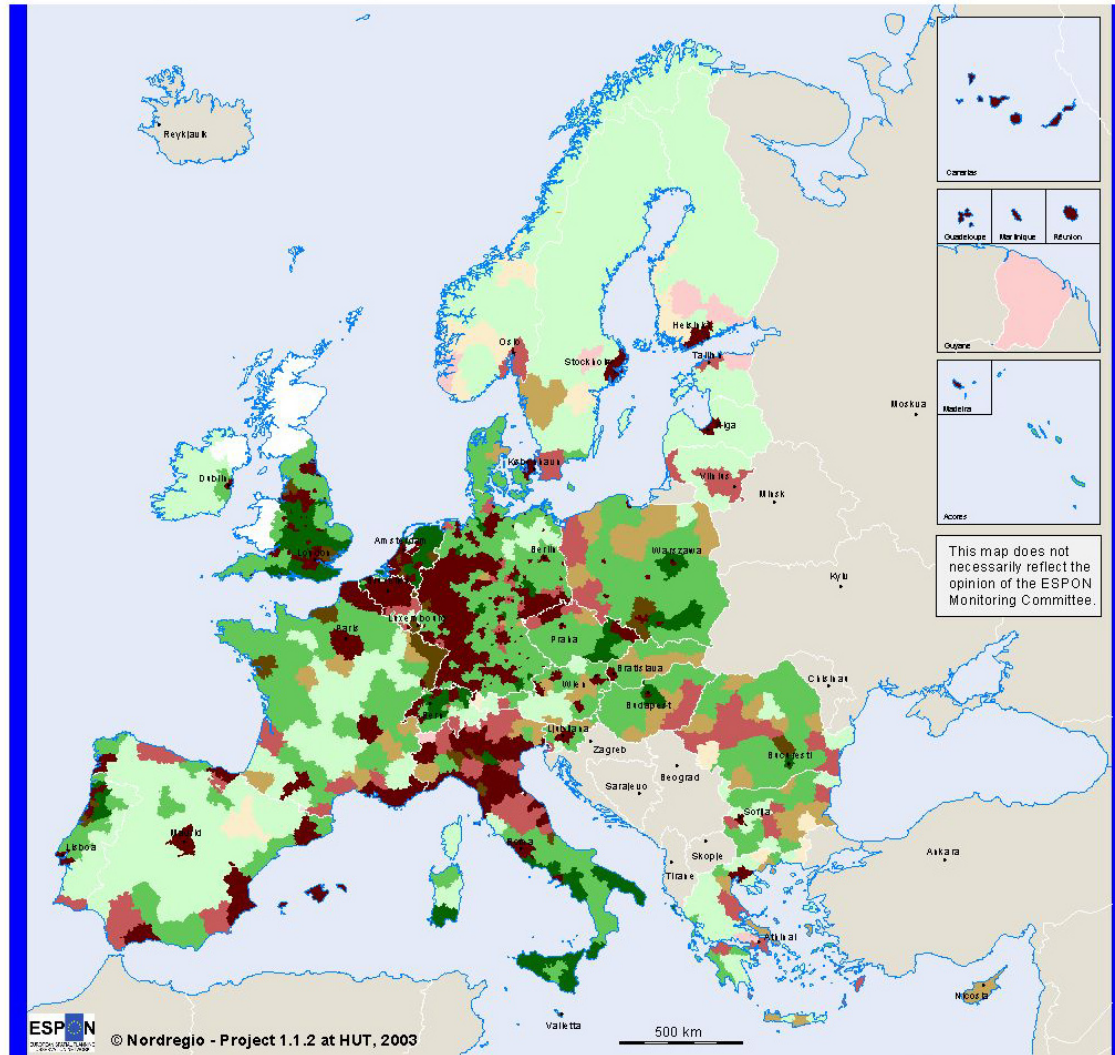 Reykjavik
Canarias
Guadeloupe
Martinique
Réunion
Guyane
Madeira
Acores
This map does not
necessarily reflect the
opinion of the ESPON
Monitoring Committee.
Oslo
Stockholm
Helsinki
Tallinn
Riga
Vilnius
Minsk
Moskva
København
Dublin
London
Amsterdam
Berlin
Warszawa
Kyiv
Luxembourg
Paris
Praha
Wien
Bratislava
Budapest
Chisinau
Bern
Ljubljana
Zagreb
Beograd
Bucuresti
Sarajevo
Sofija
Skopje
Tirane
Ankara
Madrid
Lisboa
Roma
Athinai
Nicosia
Valletta
500 km
ESPON
© Nordregio - Project 1.1.2 at HUT, 2003